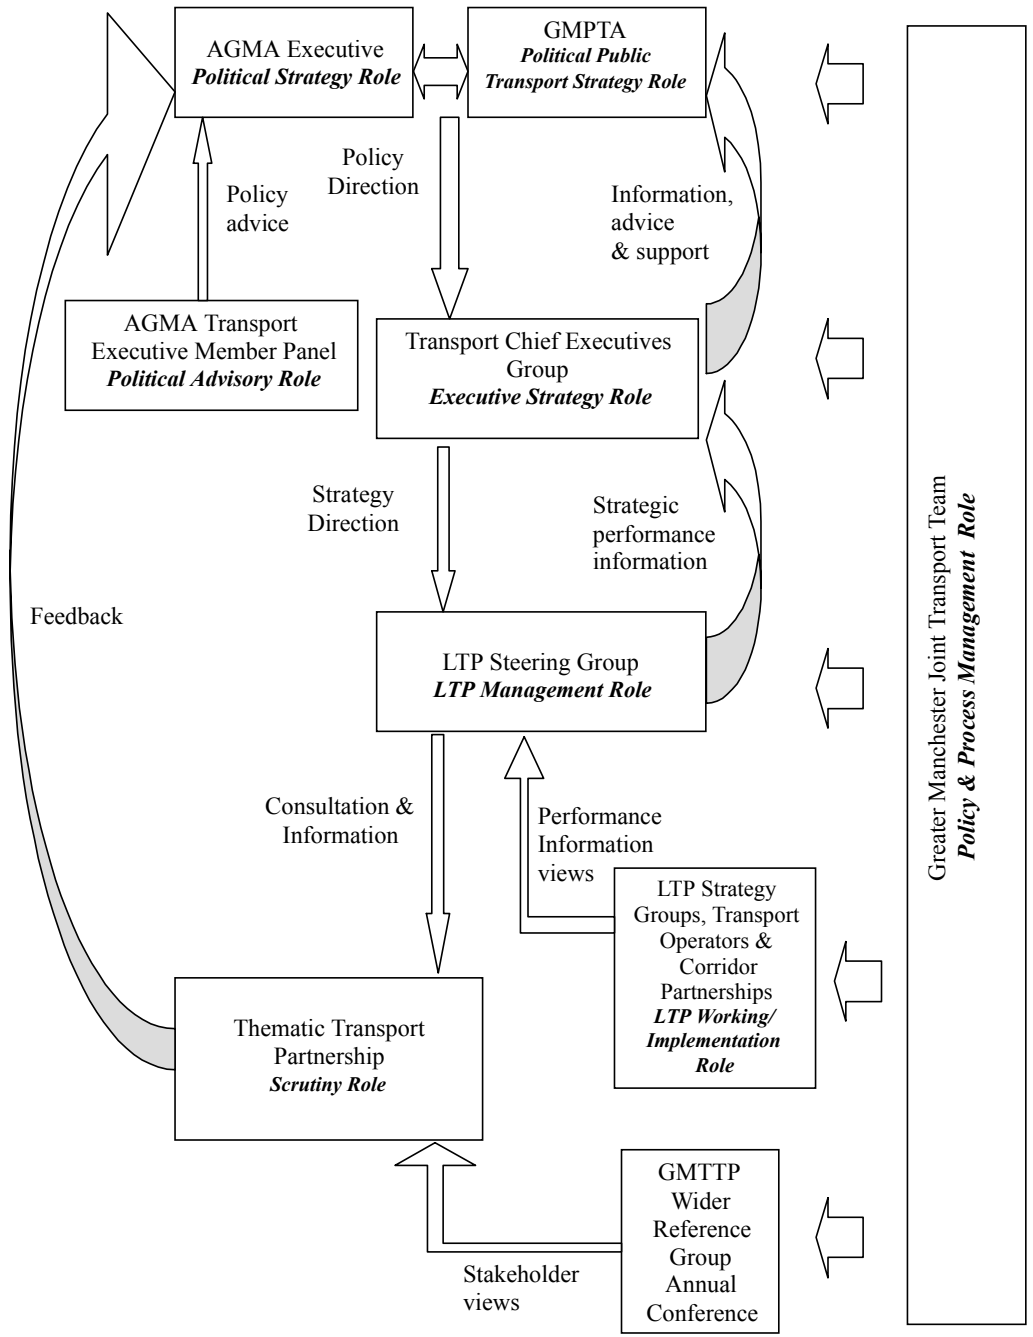 AGMA Executive
Political Strategy Role
GMPTA
Political Public
Transport Strategy Role
Policy
Direction
Policy
advice
Information,
advice
& support
AGMA Transport
Executive Member Panel
Political Advisory Role
Transport Chief Executives
Group
Executive Strategy Role
Strategy
Direction
Strategic
performance
information
Feedback
LTP Steering Group
LTP Management Role
Consultation &
Information
Performance
Information
views
LTP Strategy
Groups, Transport
Operators &
Corridor
Partnerships
LTP Working/
Implementation
Role
Thematic Transport
Partnership
Scrutiny Role
GMTTP
Wider
Reference
Group
Annual
Conference
Stakeholder
views
Greater Manchester Joint Transport Team
Policy & Process Management Role